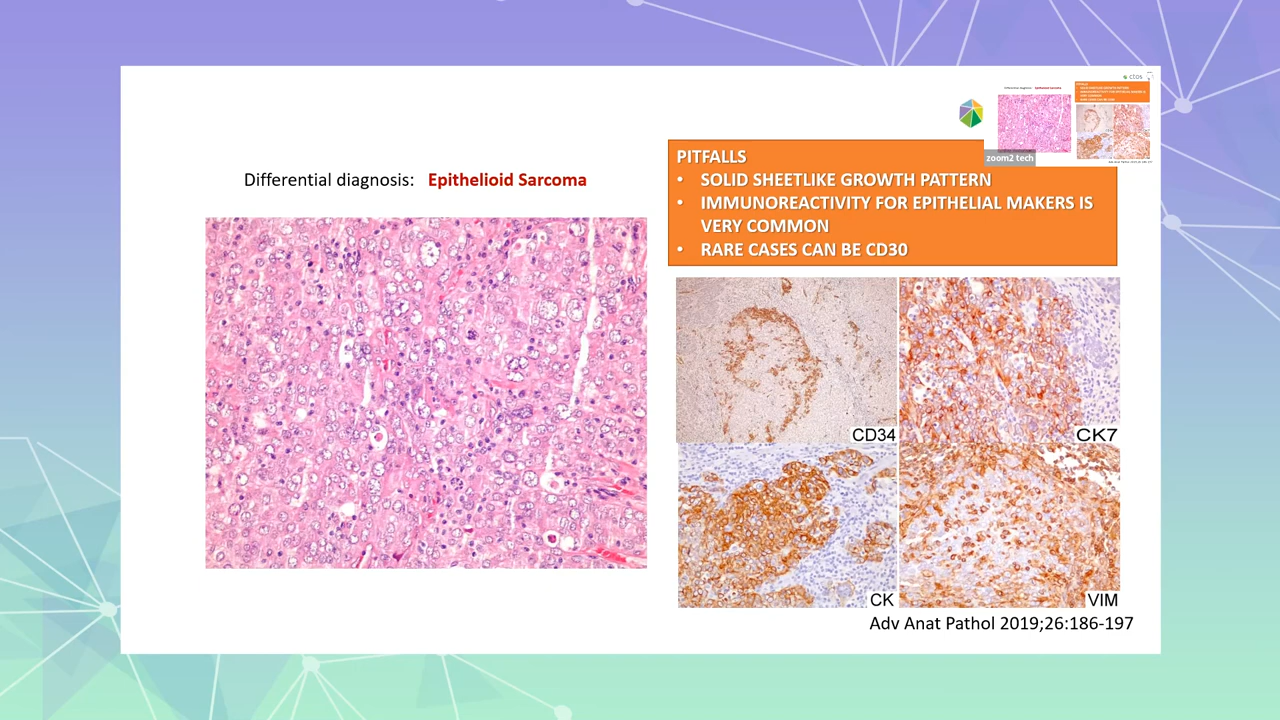 ctos
zoom2 tech
Differential diagnosis: Epithelioid Sarcoma
PITFALLS
• SOLID SHEETLIKE GROWTH PATTERN
• IMMUNOREACTIVITY FOR EPITHELIAL MAKERS IS
VERY COMMON
• RARE CASES CAN BE CD30
CD34
CK7
CK
VIM
Adv Anat Pathol 2019;26:186-197